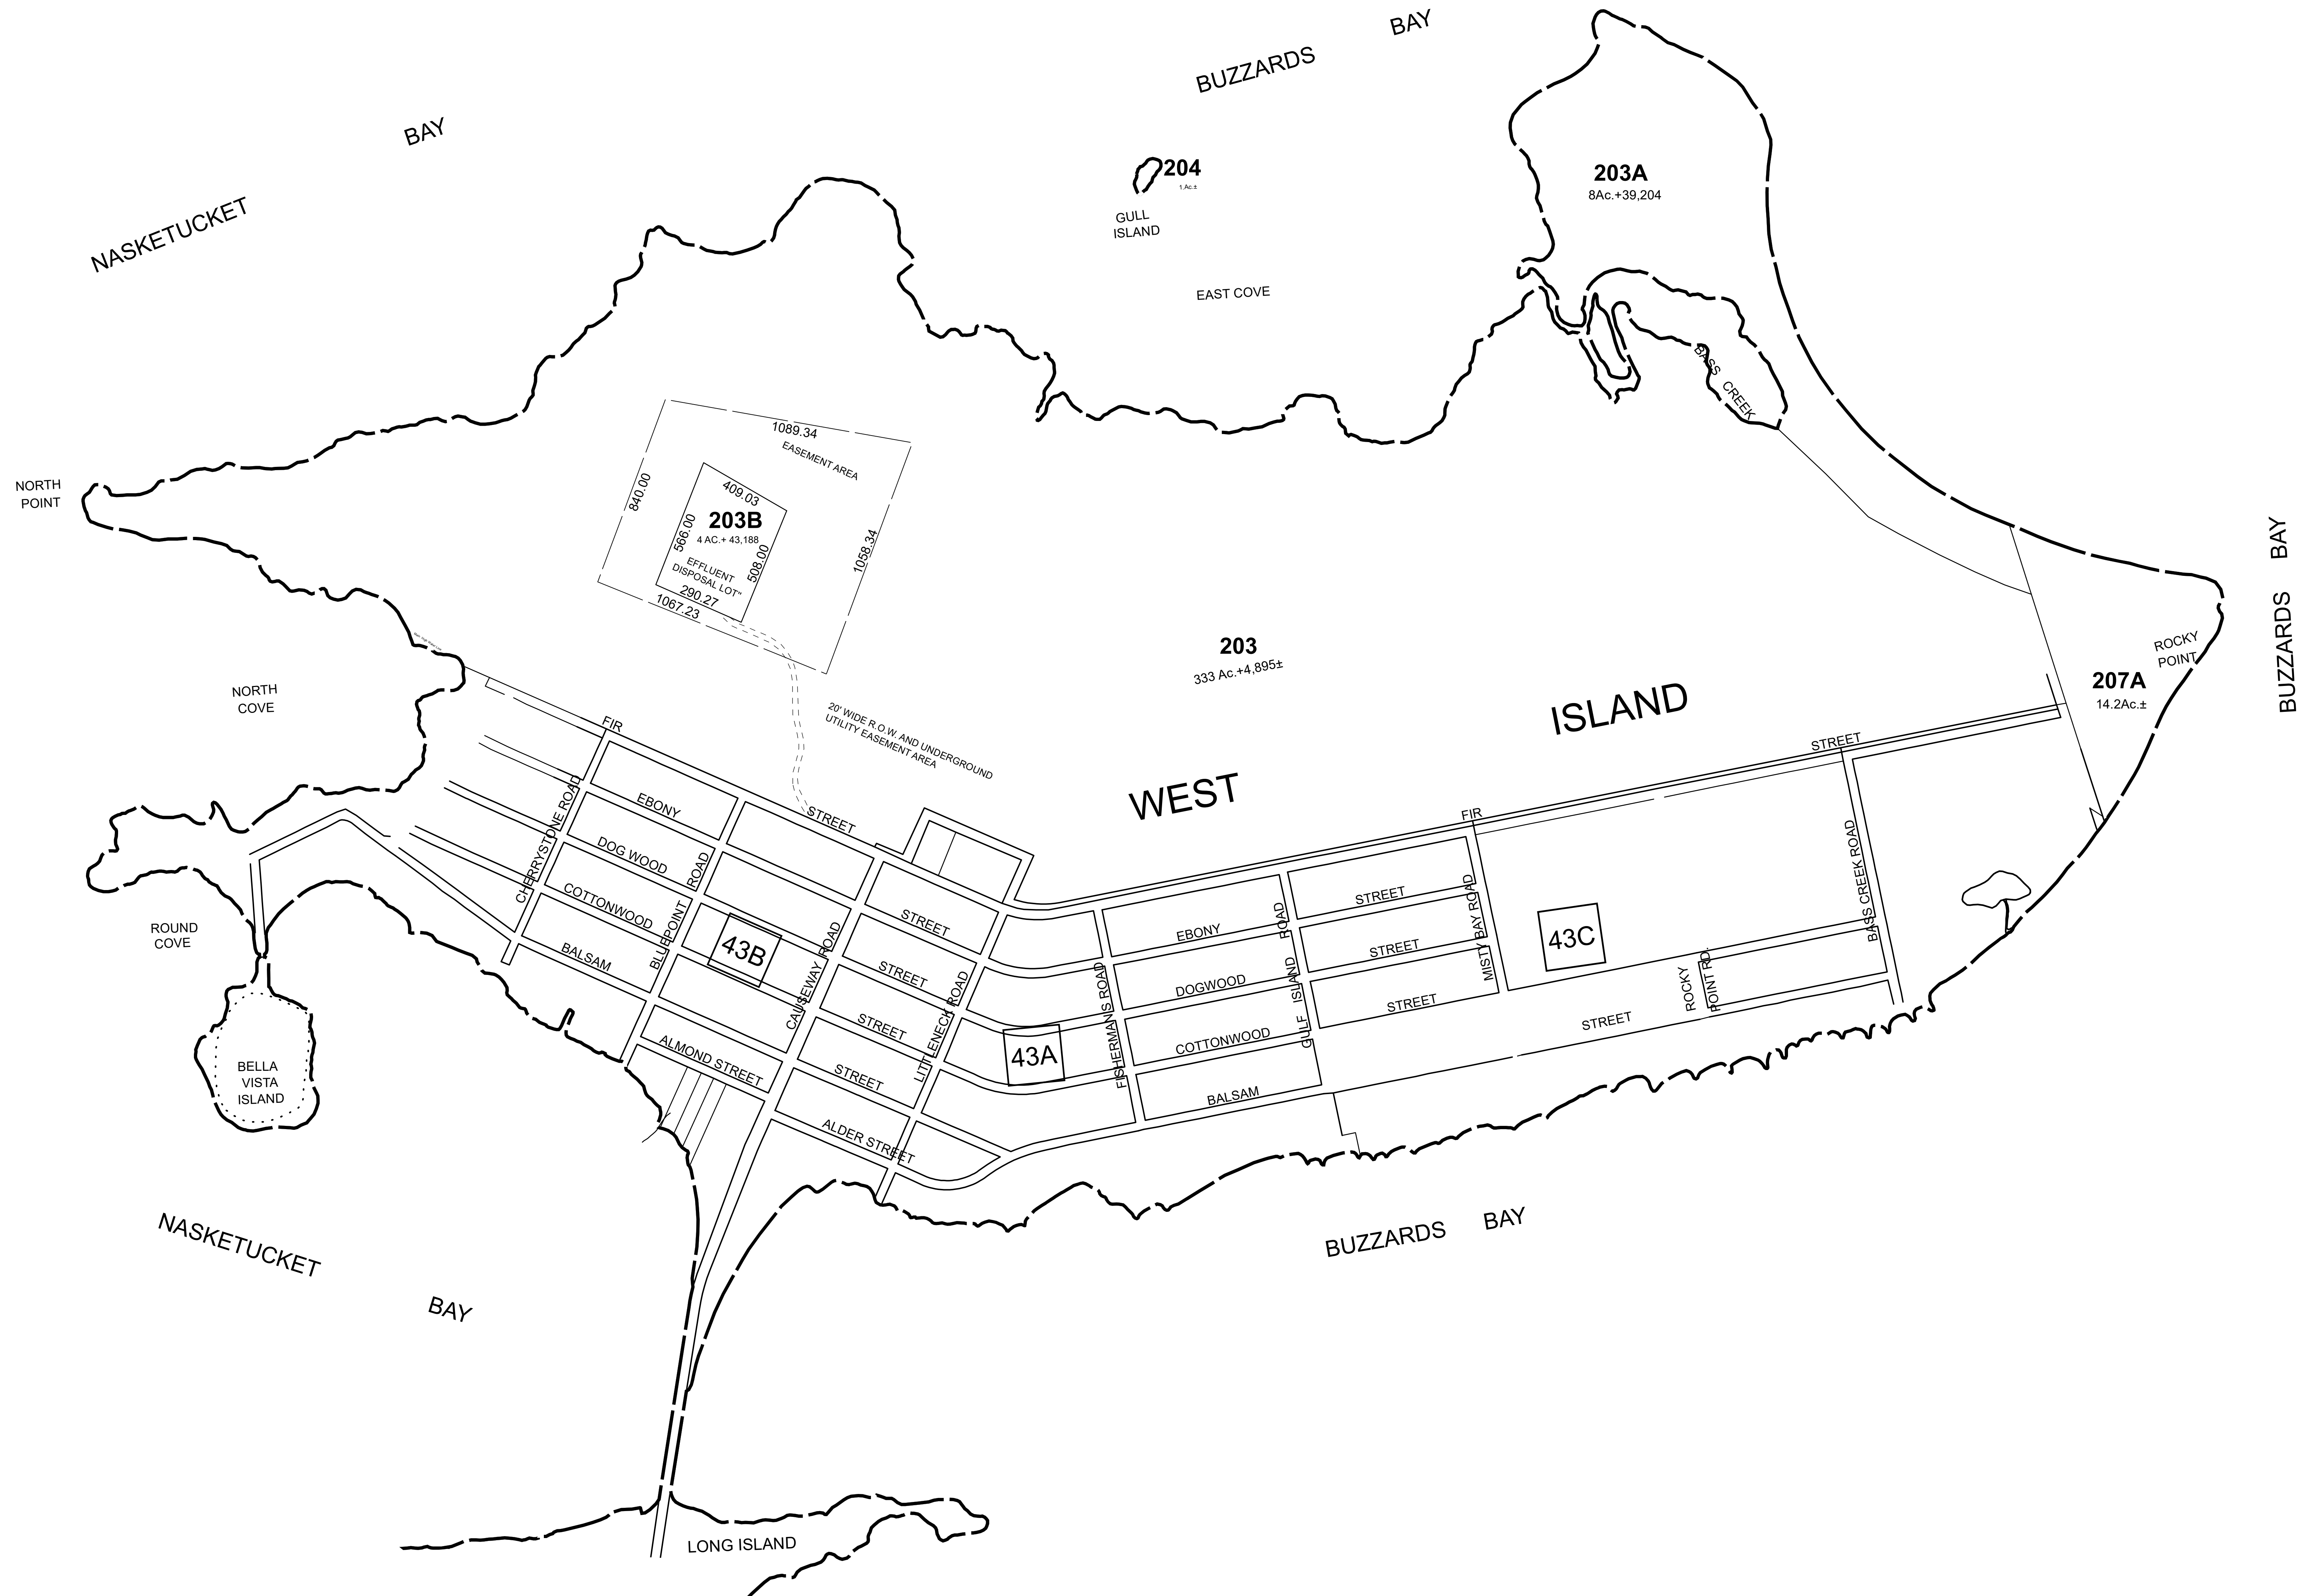 BUZZARDS BAY
NASKETUCKET BAY
204
1.Ac.±
GULL
ISLAND
EAST COVE
203A
8Ac.+39,204
BASS CREEK
NORTH
POINT
1089.34
EASEMENT AREA
840.00
409.03
203B
4 AC.+ 43,188
566.00
508.00
1058.34
EFFLUENT
DISPOSAL LOT"
290.27
1067.23
203
333 Ac.+4,895±
BUZZARDS BAY
ROCKY
POINT
207A
14.2Ac.±
NORTH
COVE
20' WIDE R.O.W. AND UNDERGROUND
UTILITY EASEMENT AREA
WEST ISLAND
FIR STREET
FIR STREET
EBONY STREET
DOG WOOD STREET
COTTONWOOD STREET
BALSAM STREET
ALMOND STREET
ALDER STREET
CHERRYSTONE ROAD
BLUEPOINT ROAD
CAUSEWAY ROAD
LITTLENECK ROAD
43B
43A
43C
EBONY STREET
DOGWOOD STREET
COTTONWOOD STREET
BALSAM STREET
FISHERMANS ROAD
GULF ISLAND ROAD
MISTY BAY ROAD
ROCKY
POINT RD.
BASS CREEK ROAD
ROUND
COVE
BELLA
VISTA
ISLAND
NASKETUCKET BAY
BUZZARDS BAY
LONG ISLAND